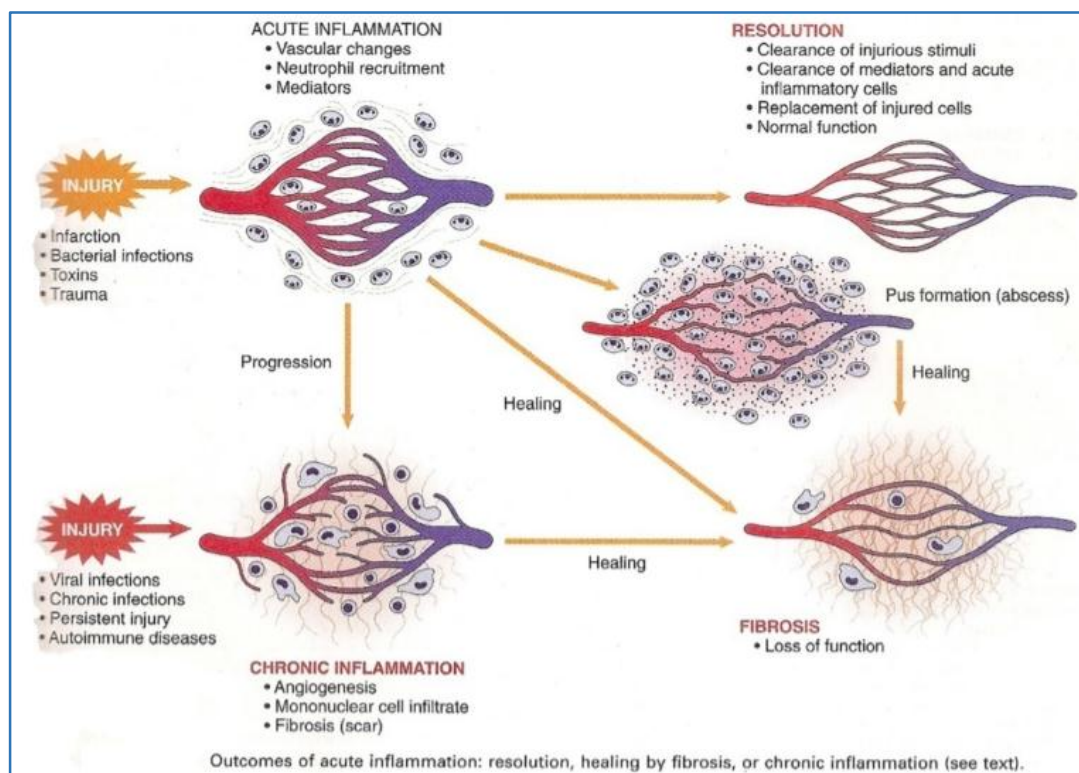 ACUTE INFLAMMATION
• Vascular changes
• Neutrophil recruitment
• Mediators
RESOLUTION
• Clearance of injurious stimuli
• Clearance of mediators and acute
inflammatory cells
• Replacement of injured cells
• Normal function
INJURY
• Infarction
• Bacterial infections
• Toxins
• Trauma
Pus formation (abscess)
Progression
Healing
Healing
INJURY
• Viral infections
• Chronic infections
• Persistent injury
• Autoimmune diseases
Healing
CHRONIC INFLAMMATION
• Angiogenesis
• Mononuclear cell infiltrate
• Fibrosis (scar)
FIBROSIS
• Loss of function
Outcomes of acute inflammation: resolution, healing by fibrosis, or chronic inflammation (see text).